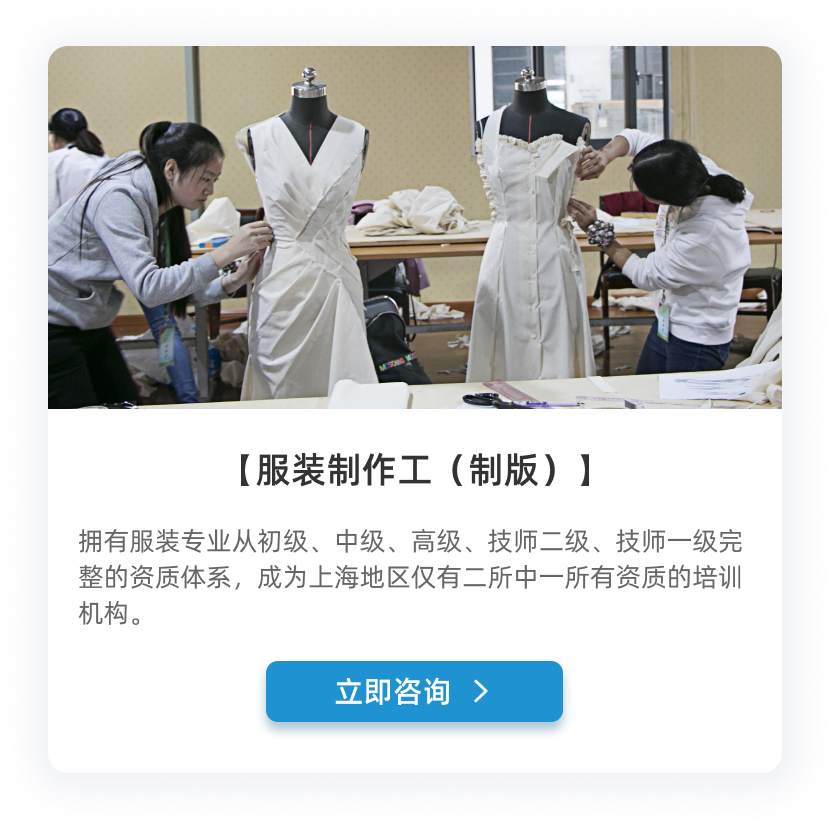 【服装制作工（制版）】
拥有服装专业从初级、中级、高级、技师二级、技师一级完
整的资质体系，成为上海地区仅有二所中一所有资质的培训
机构。
立即咨询 >